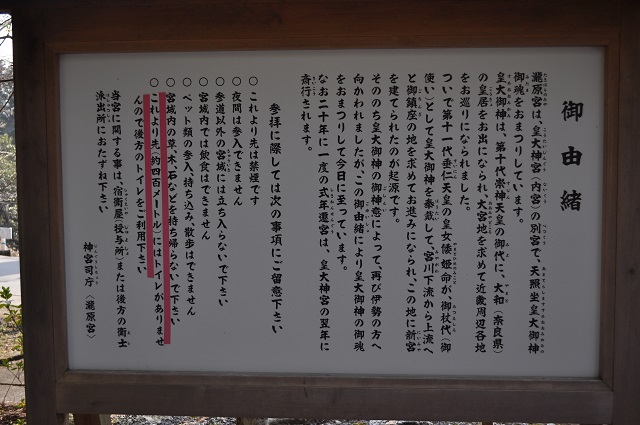 御由緒
瀧原宮は、皇大神宮（内宮）の別宮で、天照坐皇大御神
御魂をおまつりしています。
皇大御神は、第十代崇神天皇の御代に、大和（奈良県）
の皇居をお出になられ、大宮地を求めて近畿周辺各地
をお巡りになられました。
ついで第十一代垂仁天皇の皇女倭姫命が、御杖代（御
使い）として皇大御神を奉戴して、宮川下流から上流へ
と御鎮座の地を求めてお進みになられ、この地に新宮
を建てられたのが起源です。
そののち皇大御神の御神意によって、再び伊勢の方へ
向かわれましたが、この御由緒により皇大御神の御魂
をおまつりして今日に至っています。
なお二十年に一度の式年遷宮は、皇大神宮の翌年に
斎行されます。
参拝に際しては次の事項にご留意下さい
○ これより先は禁煙です
○ 夜間は参入できません
○ 参道以外の宮域には立ち入らないで下さい
○ 宮域内では飲食はできません
○ ペット類の参入、持ち込み、散歩はできません
○ 宮域内の草、木、石などを持ち帰らないで下さい
○ これより先（約四百メートル）にはトイレがありませ
んので後方のトイレをご利用下さい
当宮に関する事は、宿衛屋（授与所）または後方の衛士
派出所におたずね下さい
神宮司庁〈瀧原宮〉